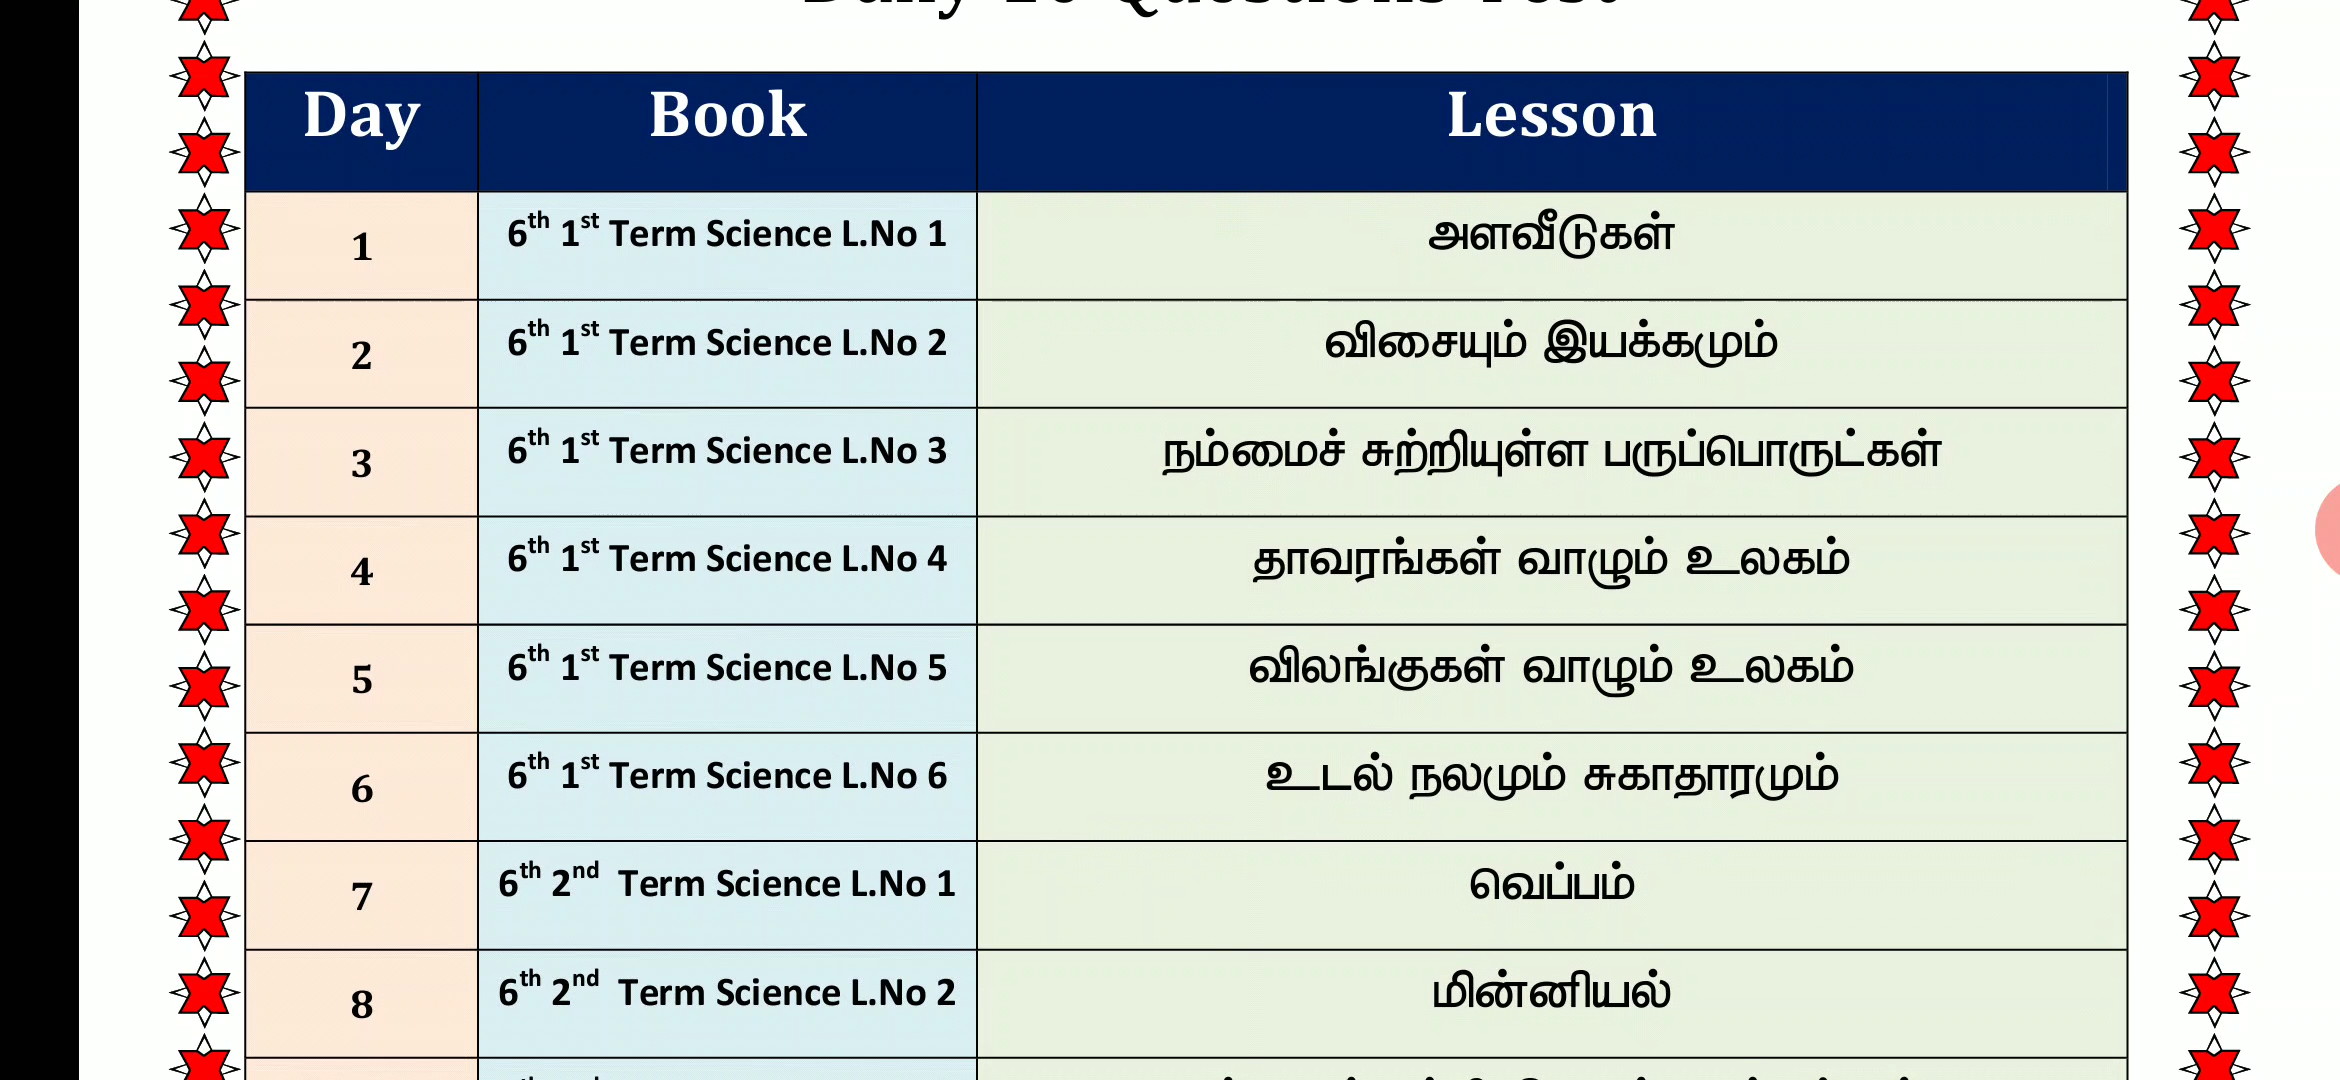 Day Book Lesson
1 6th 1st Term Science L.No 1 அளவீடுகள்
2 6th 1st Term Science L.No 2 விசையும் இயக்கமும்
3 6th 1st Term Science L.No 3 நம்மைச் சுற்றியுள்ள பருப்பொருட்கள்
4 6th 1st Term Science L.No 4 தாவரங்கள் வாழும் உலகம்
5 6th 1st Term Science L.No 5 விலங்குகள் வாழும் உலகம்
6 6th 1st Term Science L.No 6 உடல் நலமும் சுகாதாரமும்
7 6th 2nd Term Science L.No 1 வெப்பம்
8 6th 2nd Term Science L.No 2 மின்னியல்